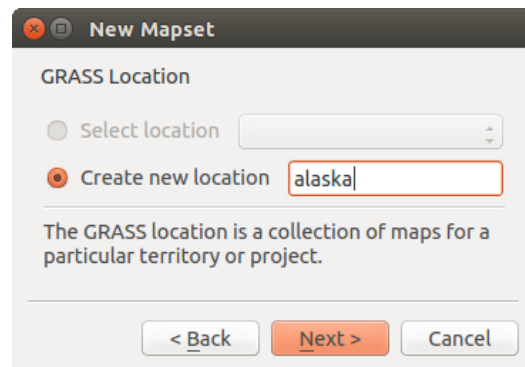 New Mapset
GRASS Location
Select location
Create new location alaska
The GRASS location is a collection of maps for a
particular territory or project.
< Back Next > Cancel